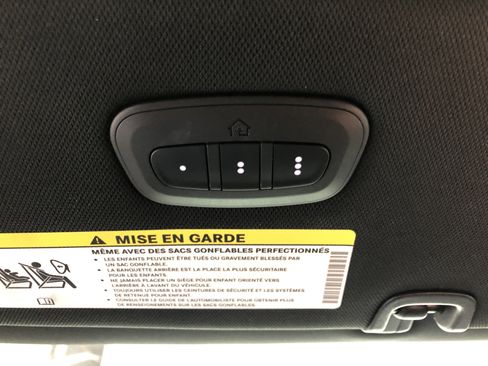 MISE EN GARDE
MÊME AVEC DES SACS GONFLABLES PERFECTIONNÉS
• LES ENFANTS PEUVENT ÊTRE TUÉS OU GRAVEMENT BLESSÉS PAR
UN SAC GONFLABLE.
• LA BANQUETTE ARRIÈRE EST LA PLACE LA PLUS SÉCURITAIRE
POUR LES ENFANTS.
• NE JAMAIS PLACER UN SIÈGE POUR ENFANT ORIENTÉ VERS
L'ARRIÈRE À L'AVANT DU VÉHICULE.
• TOUJOURS UTILISER LES CEINTURES DE SÉCURITÉ ET LES SYSTÈMES
DE RETENUE POUR ENFANT.
• CONSULTER LE GUIDE DE L'AUTOMOBILISTE POUR OBTENIR PLUS
DE RENSEIGNEMENTS SUR LES SACS GONFLABLES.